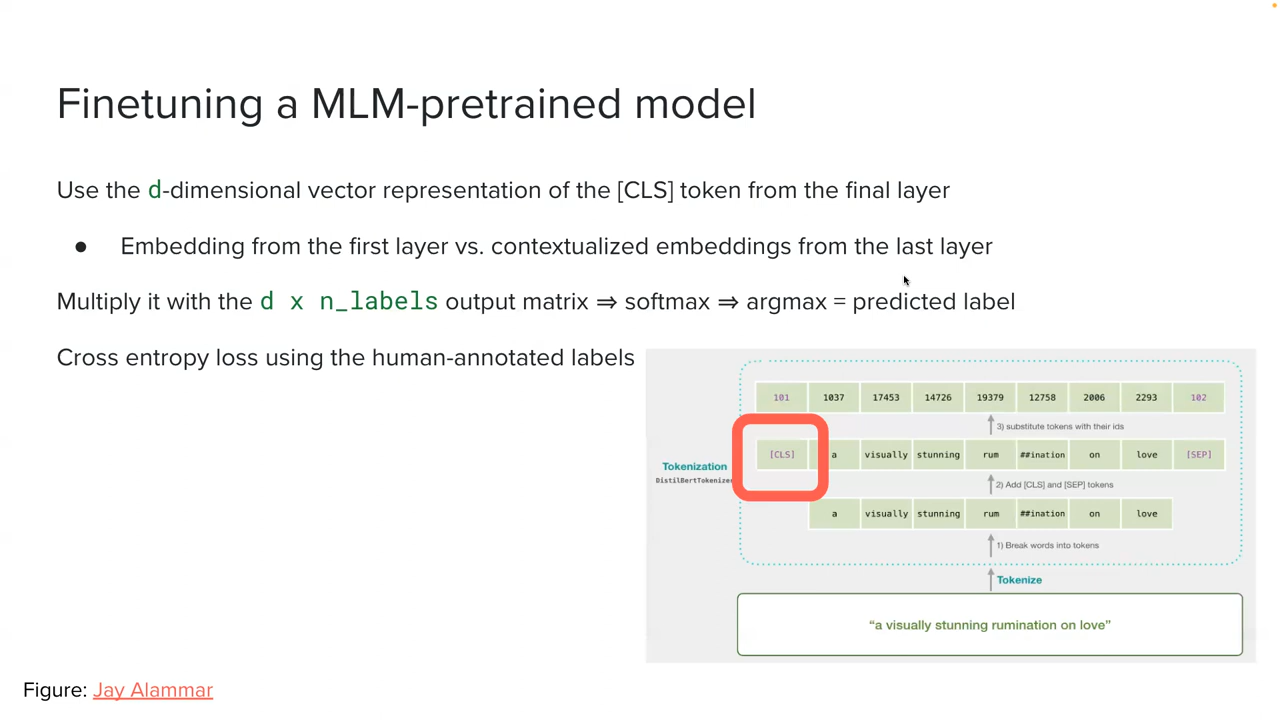 Finetuning a MLM-pretrained model
Use the d-dimensional vector representation of the [CLS] token from the final layer
● Embedding from the first layer vs. contextualized embeddings from the last layer
Multiply it with the d x n_labels output matrix ⇒ softmax ⇒ argmax = predicted label
Cross entropy loss using the human-annotated labels
101 1037 17453 14726 19379 12758 2006 2293 102
3) substitute tokens with their ids
[CLS] a visually stunning rum ##ination on love [SEP]
Tokenization
DistilBertTokenizer
2) Add [CLS] and [SEP] tokens
a visually stunning rum ##ination on love
1) Break words into tokens
Tokenize
“a visually stunning rumination on love”
Figure: Jay Alammar